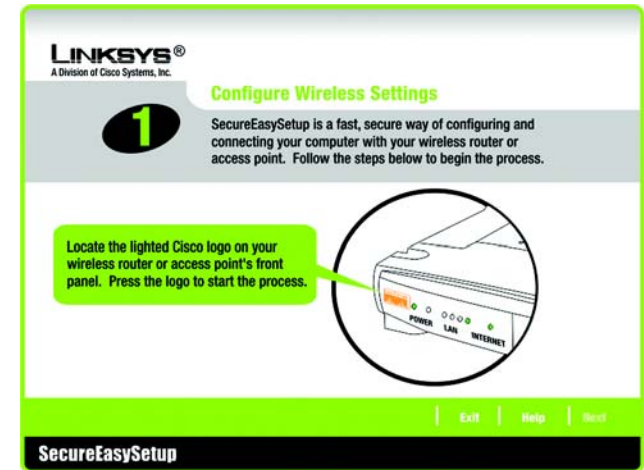 LINKSYS®
A Division of Cisco Systems, Inc.
1
Configure Wireless Settings
SecureEasySetup is a fast, secure way of configuring and
connecting your computer with your wireless router or
access point. Follow the steps below to begin the process.
Locate the lighted Cisco logo on your
wireless router or access point's front
panel. Press the logo to start the process.
POWER LAN INTERNET
Exit Help Next
SecureEasySetup